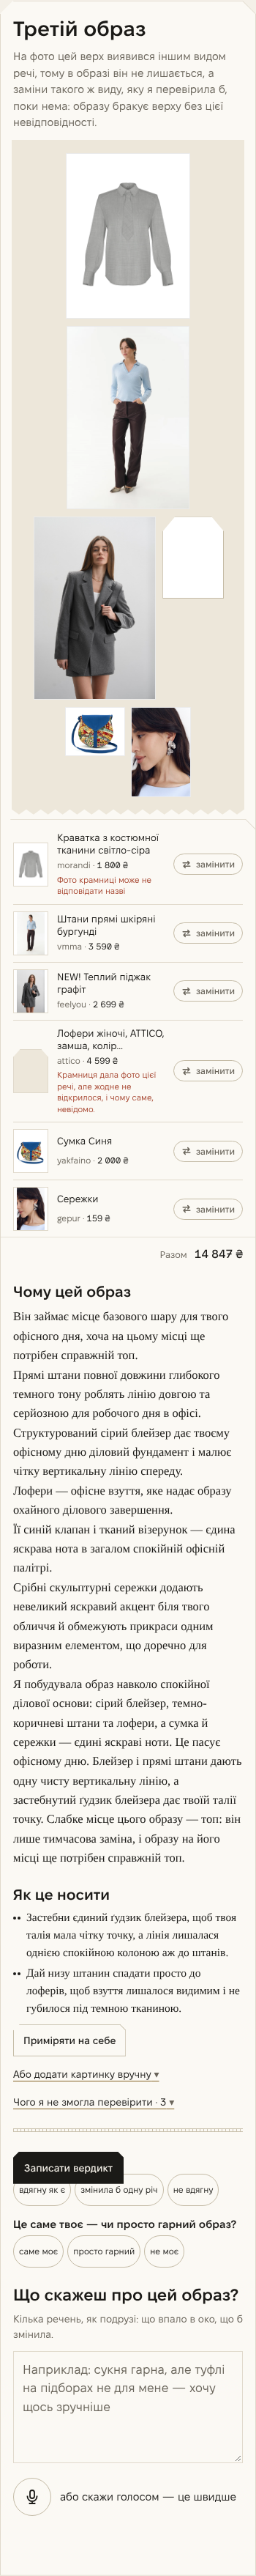 Третій образ
На фото цей верх виявився іншим видом
речі, тому в образі він не лишається, а
заміни такого ж виду, яку я перевірила б,
поки нема: образу бракує верху без цієї
невідповідності.
Краватка з костюмної
тканини світло-сіра
morandi · 1 800 ₴
Фото крамниці може не
відповідати назві
замінити
Штани прямі шкіряні
бургунді
vmma · 3 590 ₴
замінити
NEW! Теплий піджак
графіт
feelyou · 2 699 ₴
замінити
Лофери жіночі, ATTICO,
замша, колір...
attico · 4 599 ₴
Крамниця дала фото цієї
речі, але жодне не
відкрилося, і чому саме,
невідомо.
замінити
Сумка Синя
yakfaino · 2 000 ₴
замінити
Сережки
gepur · 159 ₴
замінити
Разом 14 847 ₴
Чому цей образ
Він займає місце базового шару для твого
офісного дня, хоча на цьому місці ще
потрібен справжній топ.
Прямі штани повної довжини глибокого
темного тону роблять лінію довгою та
серйозною для робочого дня в офісі.
Структурований сірий блейзер дає твоєму
офісному дню діловий фундамент і малює
чітку вертикальну лінію спереду.
Лофери — офісне взуття, яке надає образу
охайного ділового завершення.
Її синій клапан і тканий візерунок — єдина
яскрава нота в загалом спокійній офісній
палітрі.
Срібні скульптурні сережки додають
невеликий яскравий акцент біля твого
обличчя й обмежують прикраси одним
виразним елементом, що доречно для
роботи.
Я побудувала образ навколо спокійної
ділової основи: сірий блейзер, темно-
коричневі штани та лофери, а сумка й
сережки — єдині яскраві ноти. Це пасує
офісному дню. Блейзер і прямі штани дають
одну чисту вертикальну лінію, а
застебнутий ґудзик блейзера дає твоїй талії
точку. Слабке місце цього образу — топ: він
лише тимчасова заміна, і образу на його
місці ще потрібен справжній топ.
Як це носити
Застебни єдиний ґудзик блейзера, щоб твоя
талія мала чітку точку, а лінія лишалася
однією спокійною колоною аж до штанів.
Дай низу штанин спадати просто до
лоферів, щоб взуття лишалося видимим і не
губилося під темною тканиною.
Приміряти на себе
Або додати картинку вручну ▾
Чого я не змогла перевірити · 3 ▾
Записати вердикт
вдягну як є
змінила б одну річ
не вдягну
Це саме твоє — чи просто гарний образ?
саме моє
просто гарний
не моє
Що скажеш про цей образ?
Кілька речень, як подрузі: що впало в око, що б
змінила.
Наприклад: сукня гарна, але туфлі
на підборах не для мене — хочу
щось зручніше
або скажи голосом — це швидше